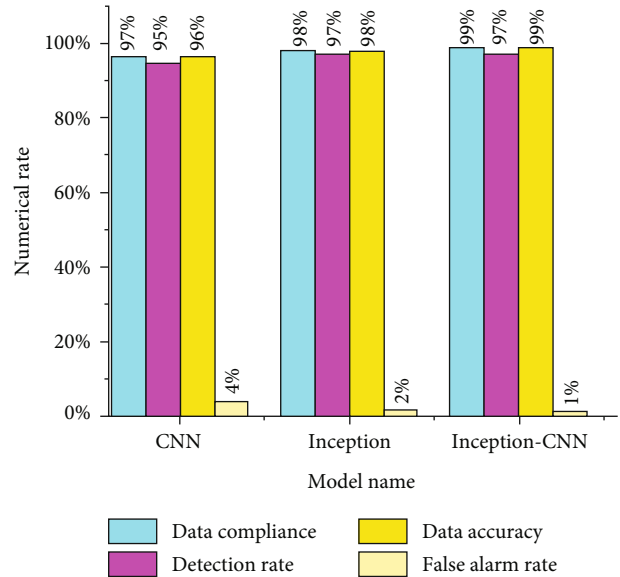 97% 95% 96% 4% 98% 97% 98% 2% 99% 97% 99% 1%
100%
80%
60%
40%
20%
0%
Numerical rate
CNN Inception Inception-CNN
Model name
Data compliance Data accuracy
Detection rate False alarm rate